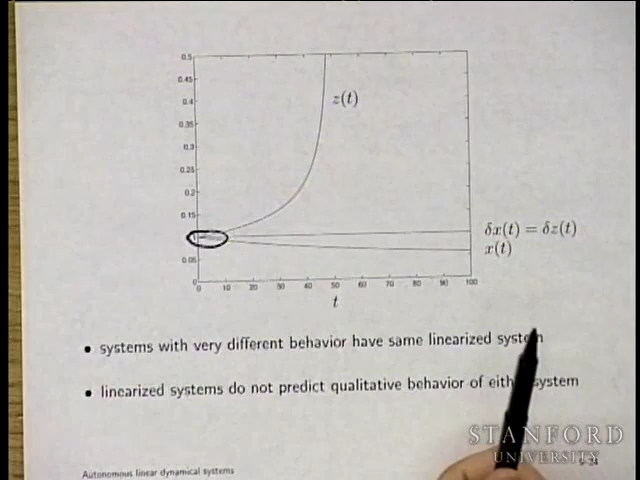 0.5
0.45
0.4
z(t)
0.35
0.3
0.25
0.2
0.15
δx(t) = δz(t)
x(t)
0.05
0
0 10 20 30 40 50 60 70 80 90 100
t
• systems with very different behavior have same linearized system
• linearized systems do not predict qualitative behavior of either system
STANFORD
UNIVERSITY
Autonomous linear dynamical systems